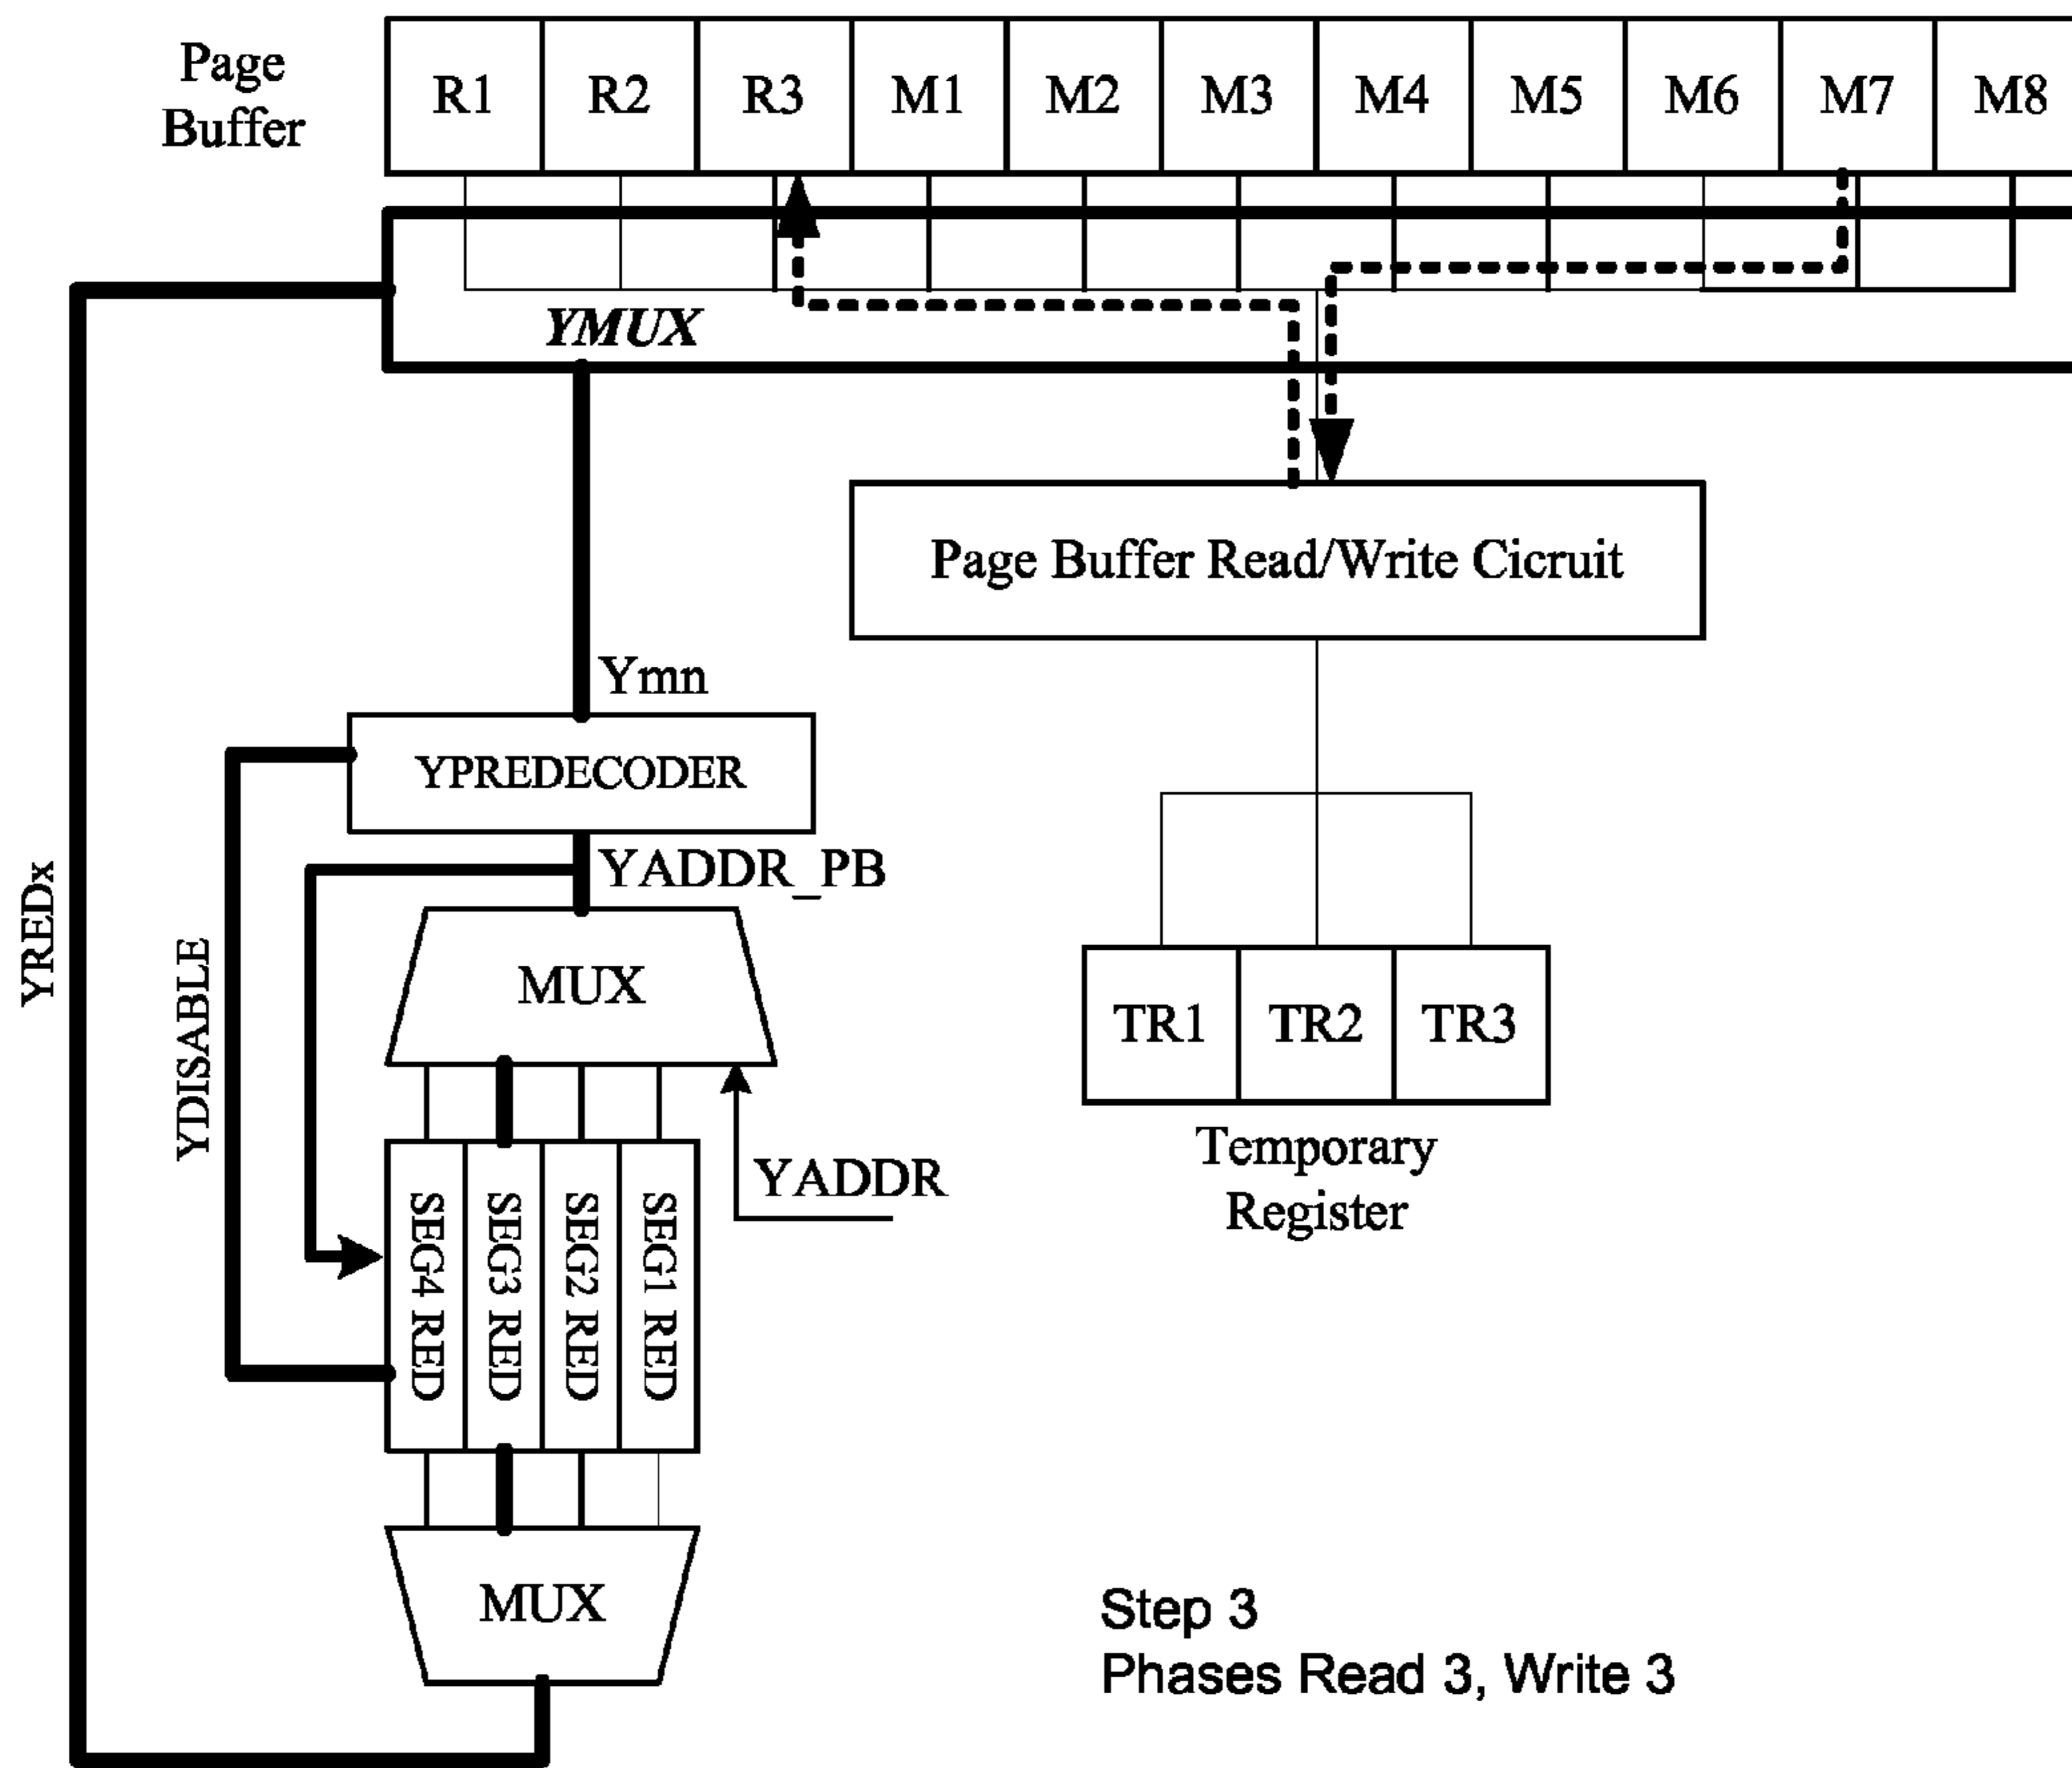 Page
Buffer
R1 R2 R3 M1 M2 M3 M4 M5 M6 M7 M8
YMUX
Page Buffer Read/Write Cicruit
Ymn
YPREDECODER
YADDR_PB
YREDx
YDISABLE
MUX
TR1 TR2 TR3
Temporary
Register
YADDR
SEG4 RED
SEG3 RED
SEG2 RED
SEG1 RED
MUX
Step 3
Phases Read 3, Write 3